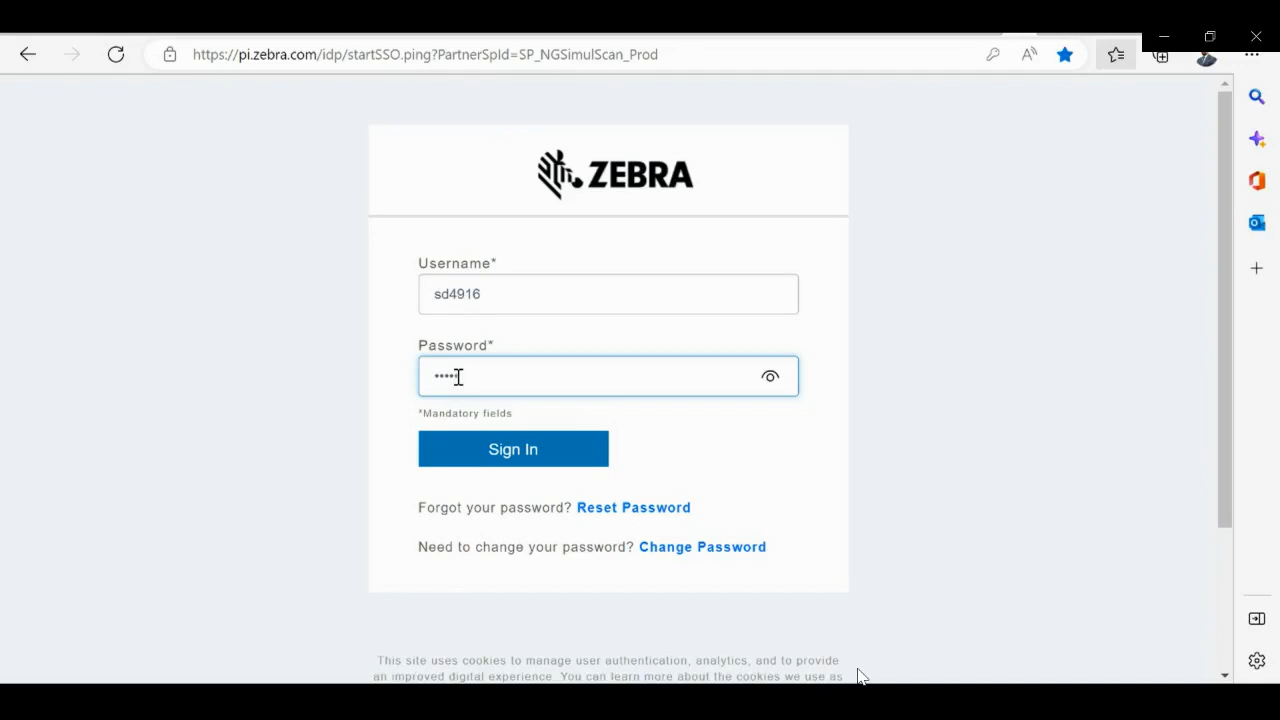 https://pi.zebra.com/idp/startSSO.ping?PartnerSpId=SP_NGSimulScan_Prod
ZEBRA
Username*
sd4916
Password*
*Mandatory fields
Sign In
Forgot your password? Reset Password
Need to change your password? Change Password
This site uses cookies to manage user authentication, analytics, and to provide
an improved digital experience. You can learn more about the cookies we use as